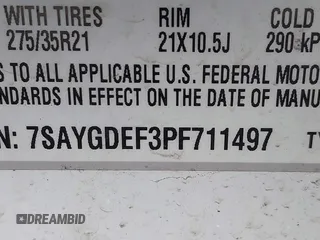 WITH TIRES RIM COLD
275/35R21 21X10.5J 290 kP
S TO ALL APPLICABLE U.S. FEDERAL MOTO
NDARDS IN EFFECT ON THE DATE OF MANU
N: 7SAYGDEF3PF711497 TY
DREAMBID